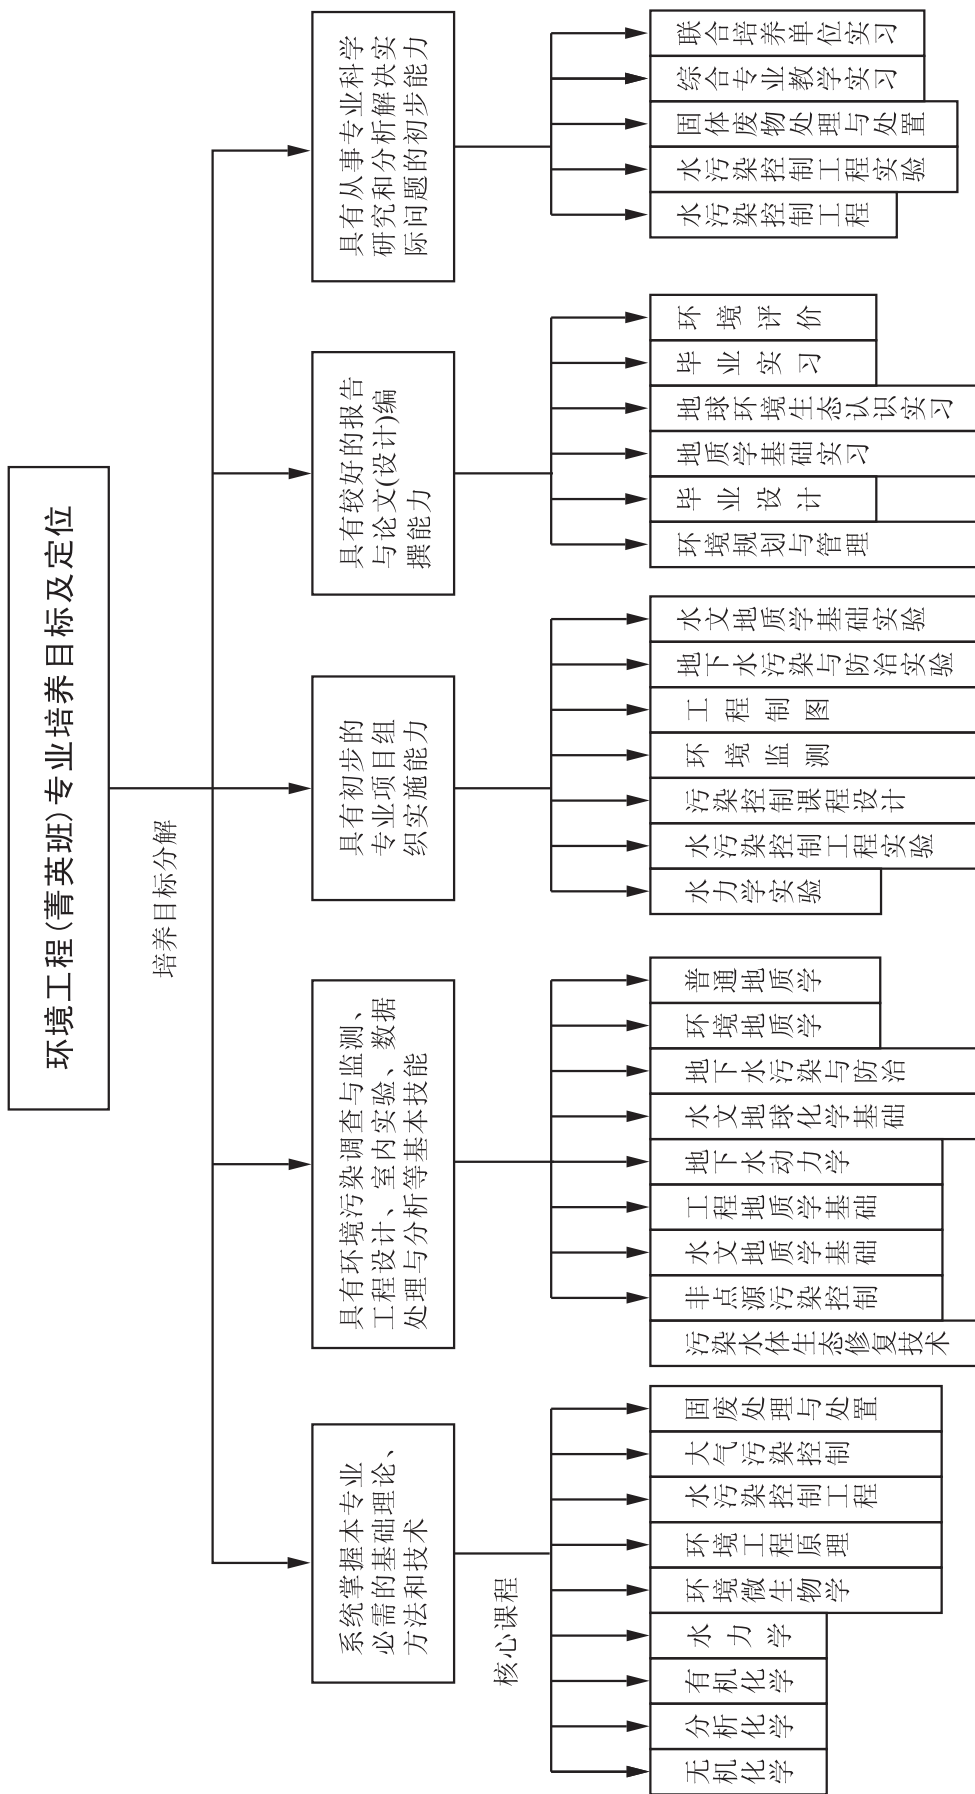 环境工程(菁英班)专业培养目标及定位
培养目标分解
系统掌握本专业
必需的基础理论、
方法和技术
具有环境污染调查与监测、
工程设计、室内实验、数据
处理与分析等基本技能
具有初步的
专业项目组
织实施能力
具有较好的报告
与论文(设计)编
撰能力
具有从事专业科学
研究和分析解决实
际问题的初步能力
核心课程
无机化学
分析化学
有机化学
水力学
环境微生物学
环境工程原理
水污染控制工程
大气污染控制
固废处理与处置
污染水体生态修复技术
非点源污染控制
水文地质学基础
工程地质学基础
地下水动力学
水文地球化学基础
地下水污染与防治
环境地质学
普通地质学
水力学实验
水污染控制工程实验
污染控制课程设计
环境监测
工程制图
地下水污染与防治实验
水文地质学基础实验
环境规划与管理
毕业设计
地质学基础实习
地球环境生态认识实习
毕业实习
环境评价
水污染控制工程
水污染控制工程实验
固体废物处理与处置
综合专业教学实习
联合培养单位实习